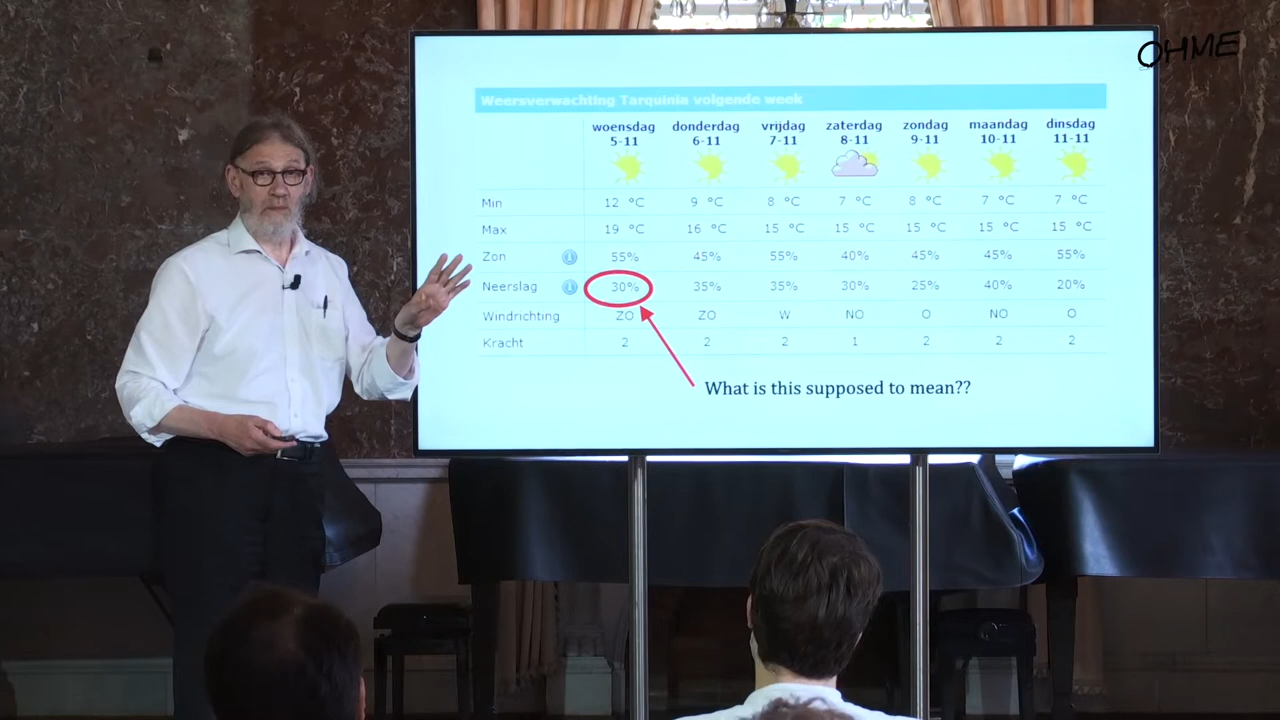 OHME
Weersverwachting Tarquinia volgende week
woensdag donderdag vrijdag zaterdag zondag maandag dinsdag
5-11 6-11 7-11 8-11 9-11 10-11 11-11
Min 12 °C 9 °C 8 °C 7 °C 8 °C 7 °C 7 °C
Max 19 °C 16 °C 15 °C 15 °C 15 °C 15 °C 15 °C
Zon 55% 45% 55% 40% 45% 45% 55%
Neerslag 30% 35% 35% 30% 25% 40% 20%
Windrichting ZO ZO W NO O NO O
Kracht 2 2 2 1 2 2 2
What is this supposed to mean??